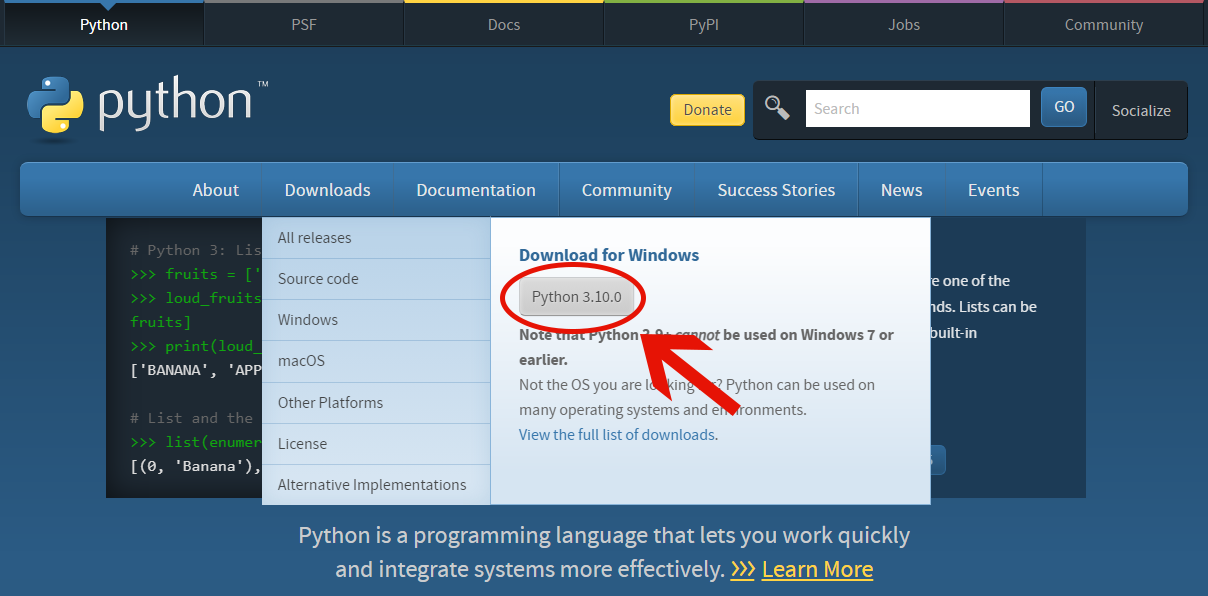 Python
PSF
Docs
PyPI
Jobs
Community
python™
Donate
Search
GO
Socialize
About
Downloads
Documentation
Community
Success Stories
News
Events
# Python 3: Lis
>>> fruits = ['
>>> loud_fruits
fruits]
>>> print(loud_
['BANANA', 'APP
# List and the
>>> list(enumer
[(0, 'Banana'),
All releases
Source code
Windows
macOS
Other Platforms
License
Alternative Implementations
Download for Windows
Python 3.10.0
Note that Python 3.9+ cannot be used on Windows 7 or
earlier.
Not the OS you are looking for? Python can be used on
many operating systems and environments.
View the full list of downloads.
are one of the
nds. Lists can be
built-in
Python is a programming language that lets you work quickly
and integrate systems more effectively. >>> Learn More